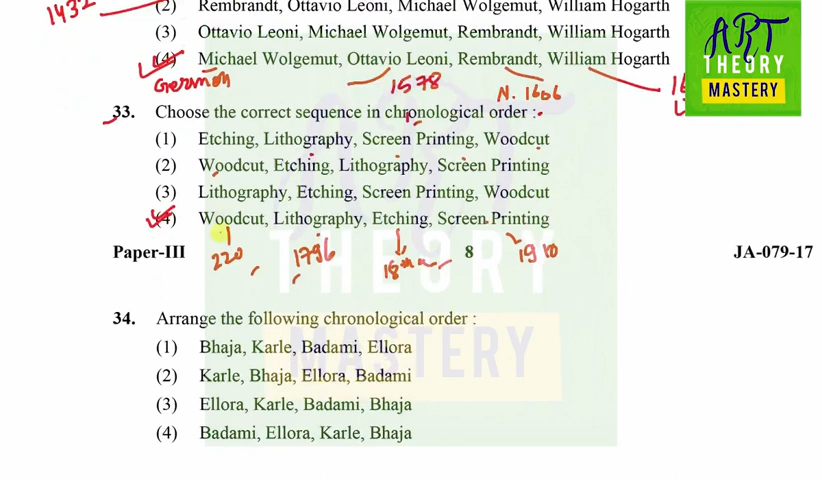 1432
(2) Rembrandt, Ottavio Leoni, Michael Wolgemut, William Hogarth
(3) Ottavio Leoni, Michael Wolgemut, Rembrandt, William Hogarth
(4) Michael Wolgemut, Ottavio Leoni, Rembrandt, William Hogarth
German 1578 N. 1606
ART
THEORY
MASTERY
33. Choose the correct sequence in chronological order :
(1) Etching, Lithography, Screen Printing, Woodcut
(2) Woodcut, Etching, Lithography, Screen Printing
(3) Lithography, Etching, Screen Printing, Woodcut
(4) Woodcut, Lithography, Etching, Screen Printing
220 1796 18th 1910
Paper-III 8 JA-079-17
34. Arrange the following chronological order :
(1) Bhaja, Karle, Badami, Ellora
(2) Karle, Bhaja, Ellora, Badami
(3) Ellora, Karle, Badami, Bhaja
(4) Badami, Ellora, Karle, Bhaja
ART
THEORY
MASTERY